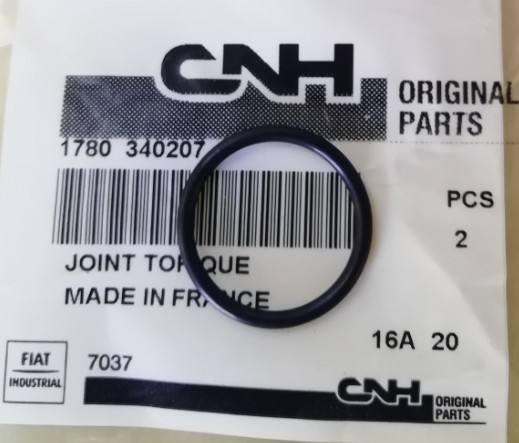 CNH
ORIGINAL
PARTS
1780 340207
PCS
2
JOINT TORQUE
MADE IN FRANCE
16A 20
FIAT
INDUSTRIAL
7037
CNH ORIGINAL
PARTS